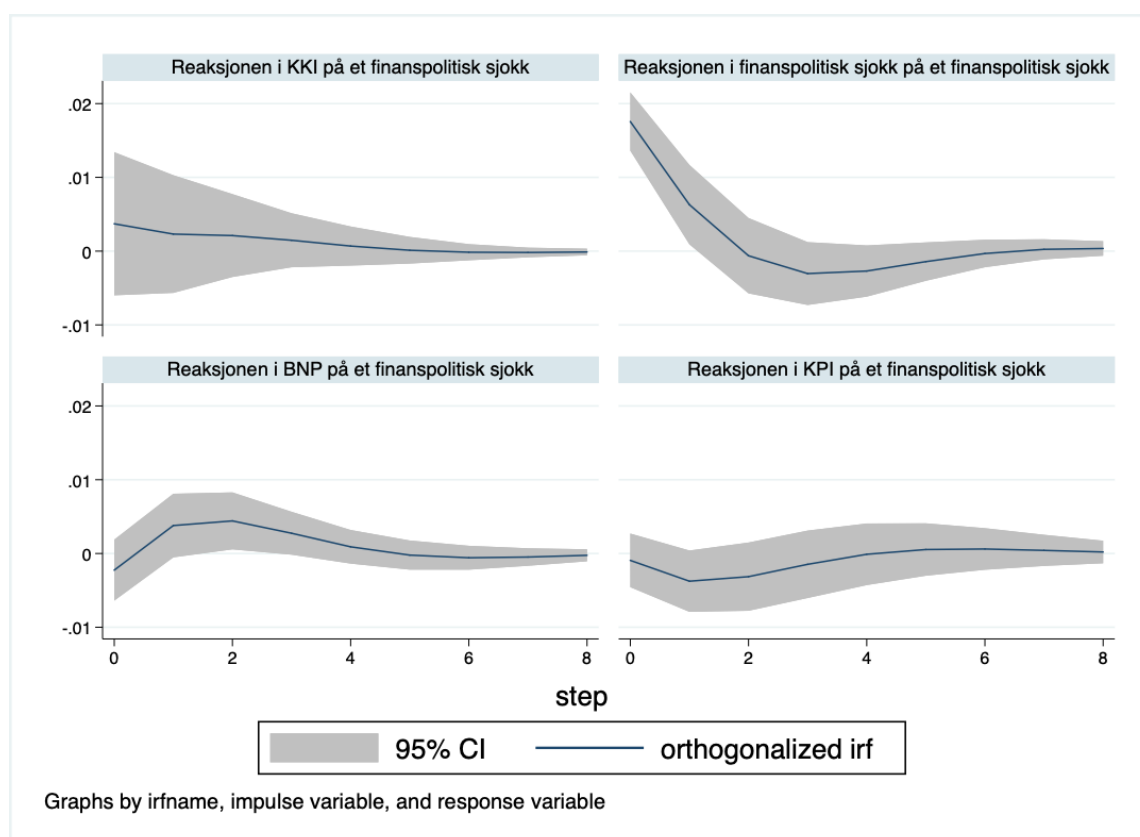 Reaksjonen i KKI på et finanspolitisk sjokk
Reaksjonen i finanspolitisk sjokk på et finanspolitisk sjokk
.02
.01
0
-.01
Reaksjonen i BNP på et finanspolitisk sjokk
Reaksjonen i KPI på et finanspolitisk sjokk
.02
.01
0
-.01
0 2 4 6 8
0 2 4 6 8
step
95% CI
orthogonalized irf
Graphs by irfname, impulse variable, and response variable